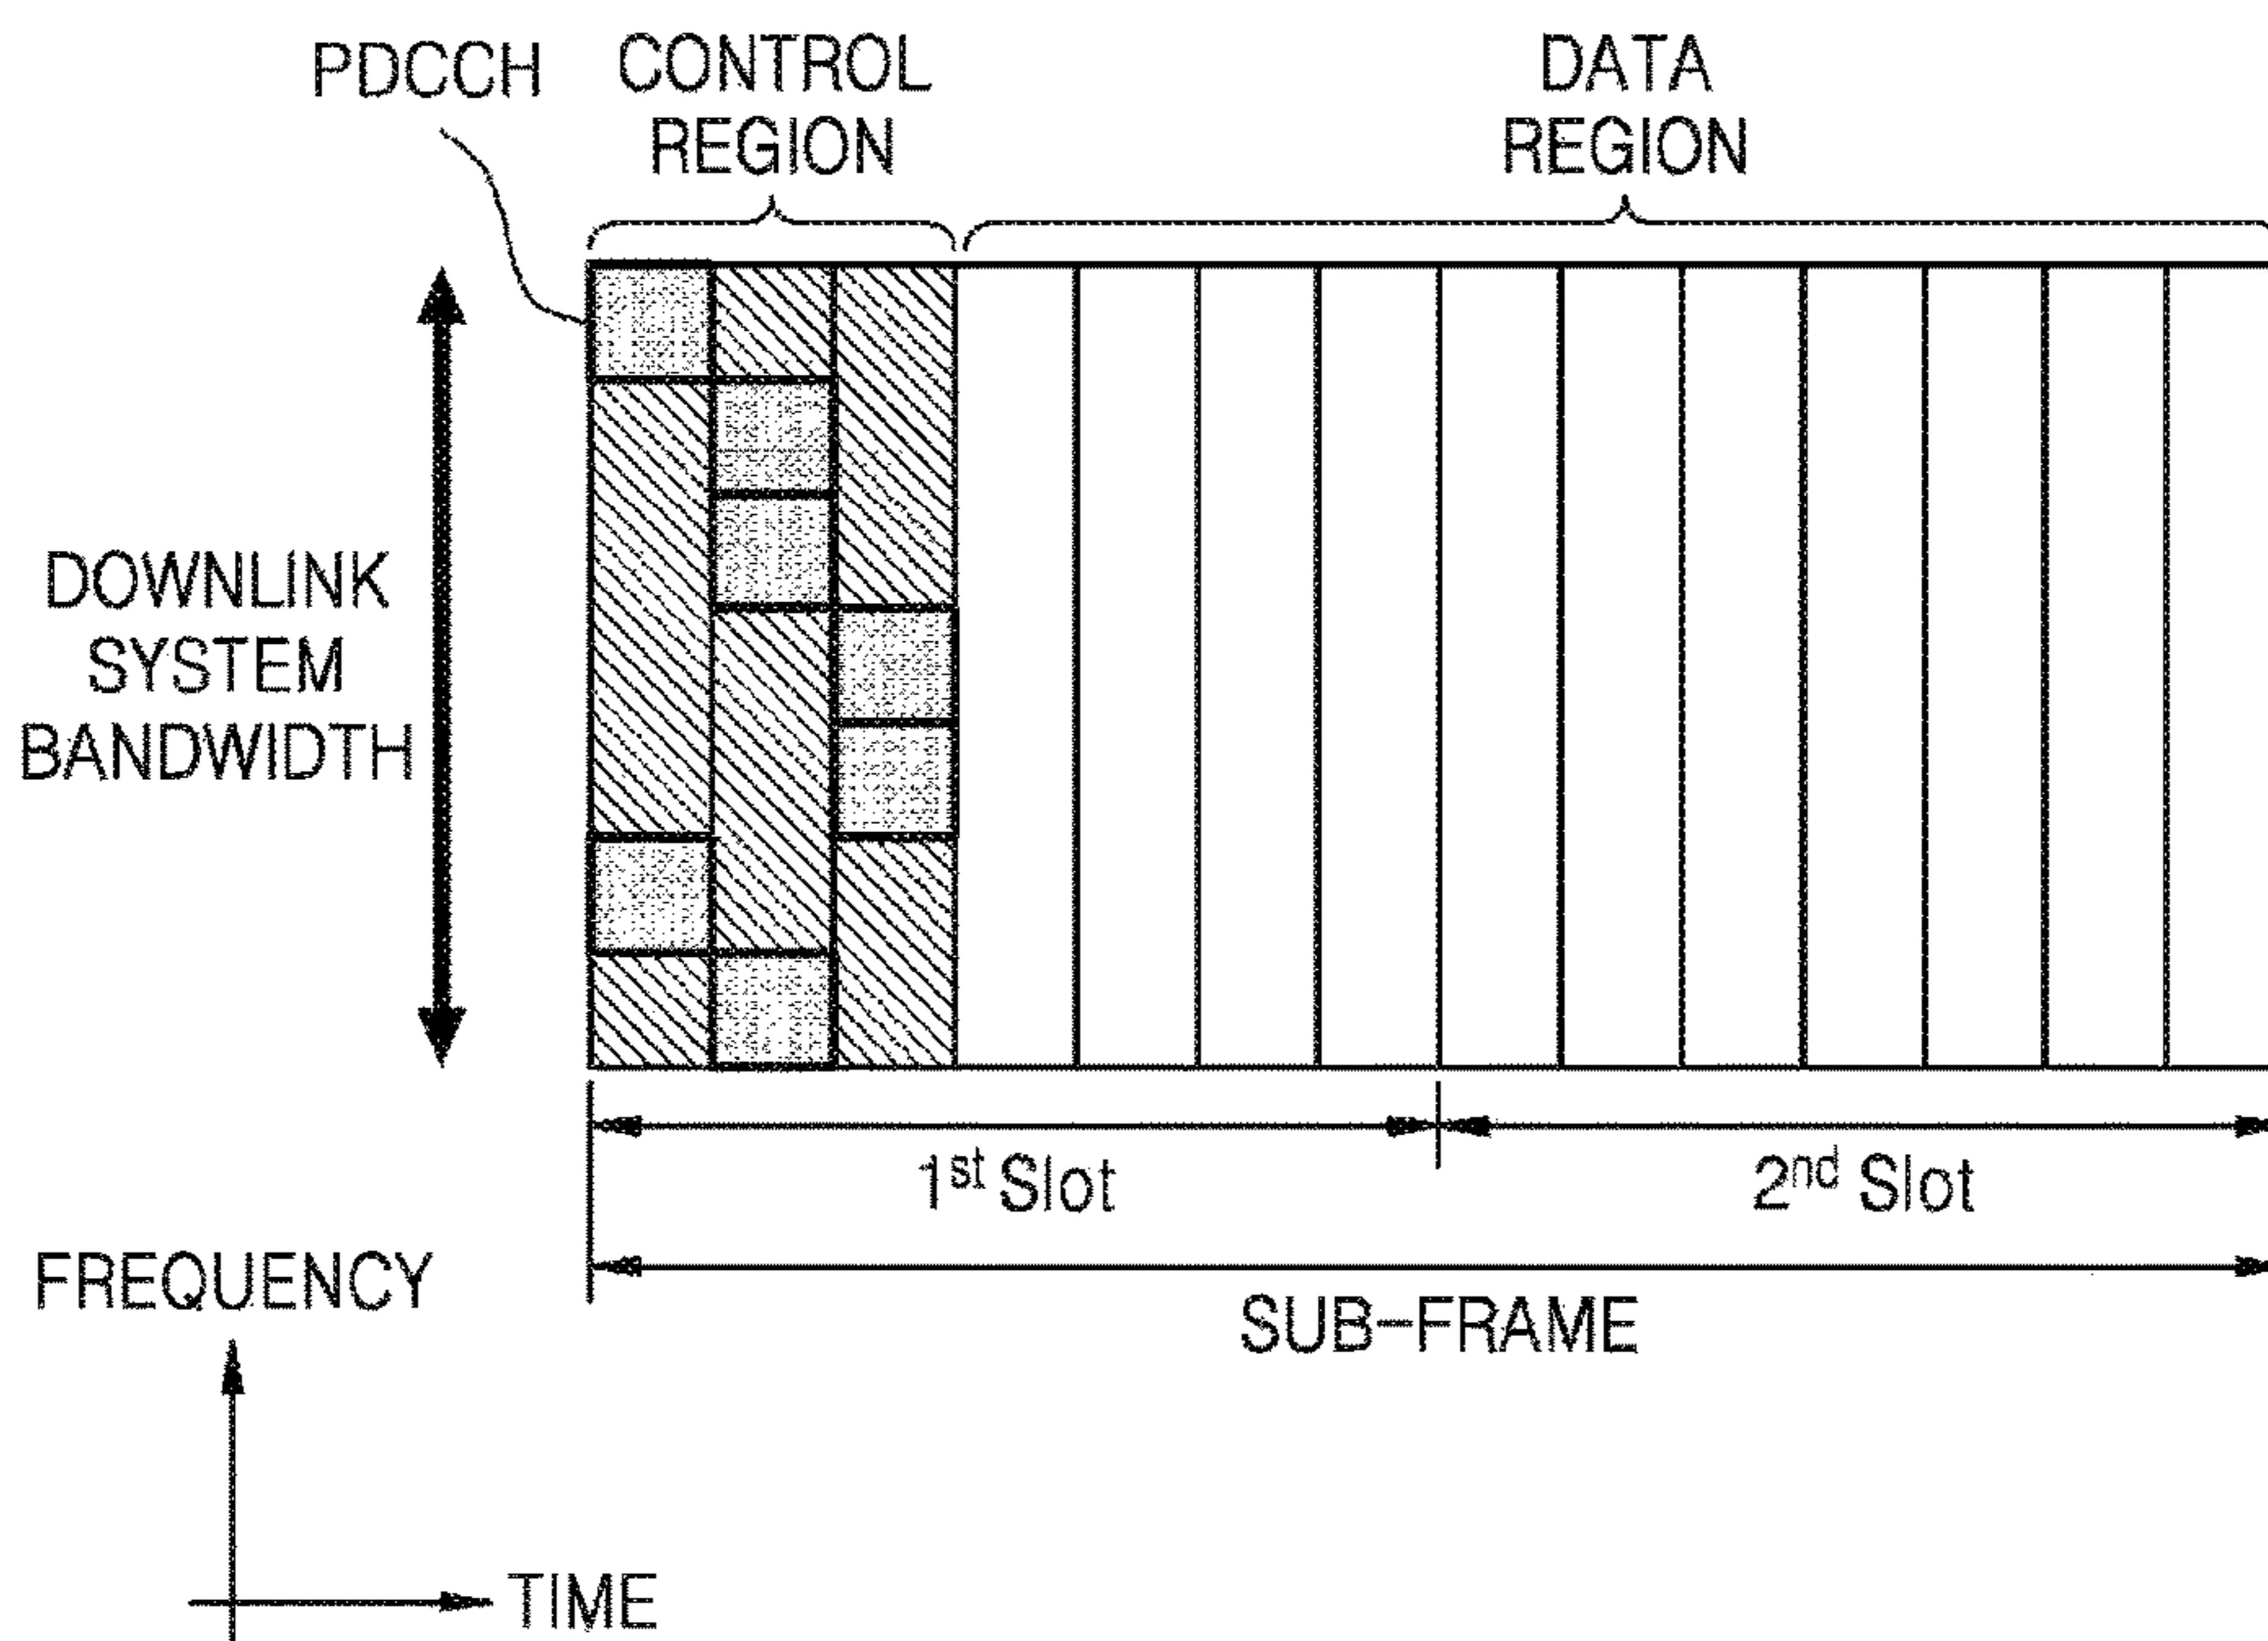 PDCCH
CONTROL
REGION
DATA
REGION
DOWNLINK
SYSTEM
BANDWIDTH
1st Slot
2nd Slot
SUB-FRAME
FREQUENCY
TIME